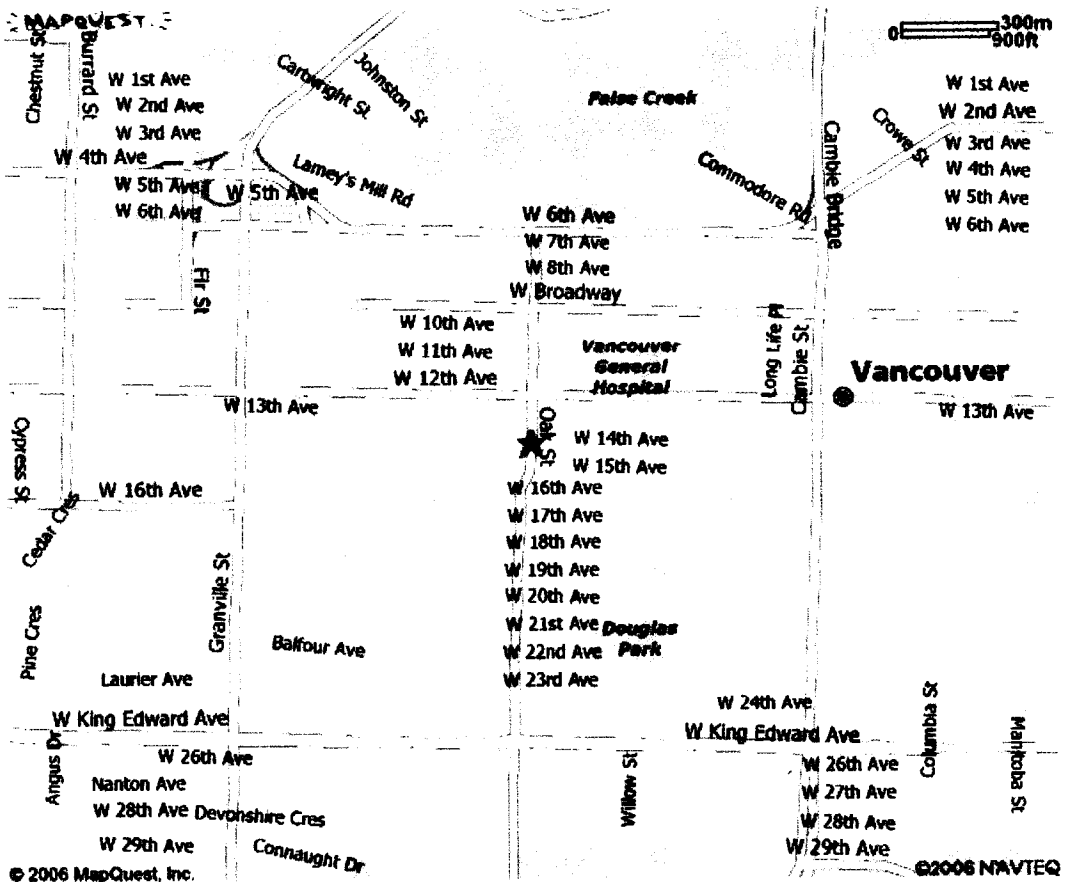 MAPQUEST
300m
0
900ft
Chestnut St
Burrard St
W 1st Ave
W 2nd Ave
W 3rd Ave
W 4th Ave
W 5th Ave
W 6th Ave
W 5th Ave
Cartwright St
Johnston St
Lamey's Mill Rd
False Creek
Commodore Rd
Cambie Bridge
Crowe St
W 1st Ave
W 2nd Ave
W 3rd Ave
W 4th Ave
W 5th Ave
W 6th Ave
W 6th Ave
W 7th Ave
W 8th Ave
W Broadway
Fir St
W 10th Ave
W 11th Ave
W 12th Ave
Vancouver
General
Hospital
Long Life Pl
Cambie St
Vancouver
W 13th Ave
W 13th Ave
Oak St
W 14th Ave
W 15th Ave
W 16th Ave
W 17th Ave
W 18th Ave
W 19th Ave
W 20th Ave
W 21st Ave
W 22nd Ave
W 23rd Ave
Douglas
Park
Cypress St
W 16th Ave
Cedar Cres
Granville St
Pine Cres
Balfour Ave
Laurier Ave
W King Edward Ave
W 24th Ave
W King Edward Ave
Columbia St
Manitoba St
Angus Dr
W 26th Ave
Nanton Ave
W 28th Ave
Devonshire Cres
W 29th Ave
Connaught Dr
Willow St
W 26th Ave
W 27th Ave
W 28th Ave
W 29th Ave
© 2006 MapQuest, Inc.
©2006 NAVTEQ